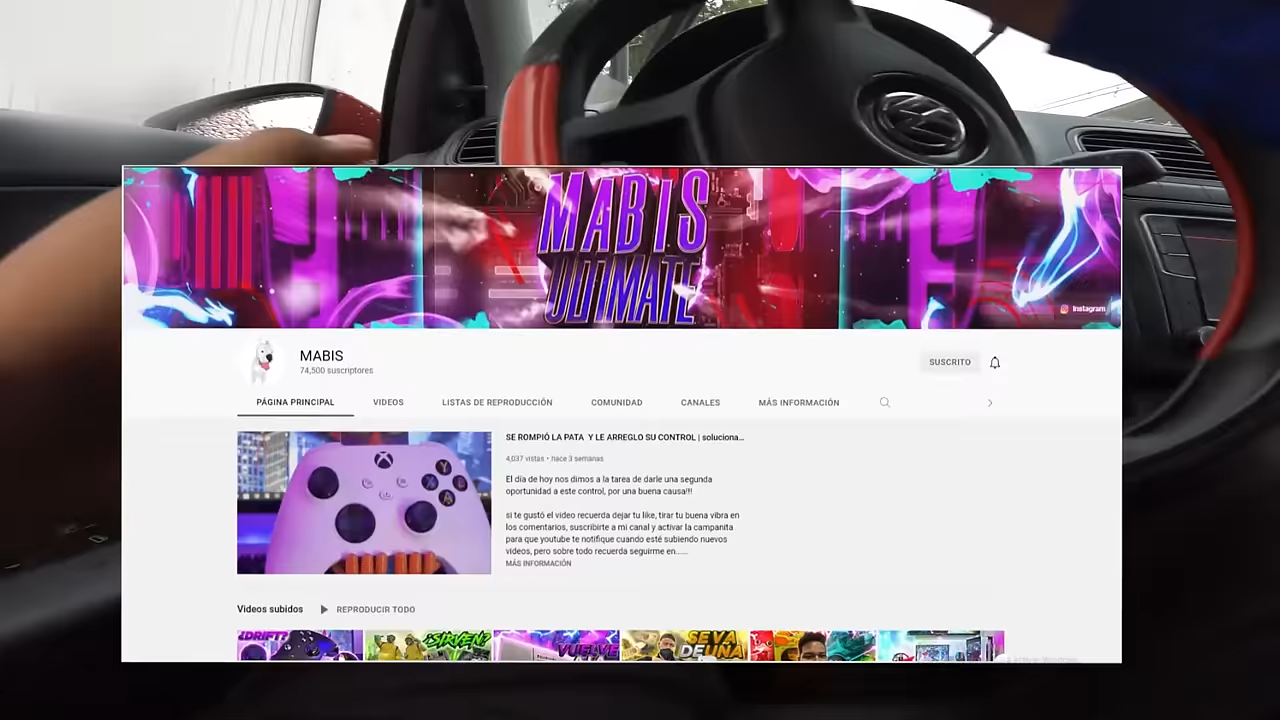 MABIS
ULTIMATE
Instagram
MABIS
74,500 suscriptores
SUSCRITO
PÁGINA PRINCIPAL VIDEOS LISTAS DE REPRODUCCIÓN COMUNIDAD CANALES MÁS INFORMACIÓN
SE ROMPIÓ LA PATA Y LE ARREGLO SU CONTROL | soluciona...
4,037 vistas • hace 3 semanas
El día de hoy nos dimos a la tarea de darle una segunda
oportunidad a este control, por una buena causa!!!
si te gustó el video recuerda dejar tu like, tirar tu buena vibra en
los comentarios, suscribirte a mi canal y activar la campanita
para que youtube te notifique cuando esté subiendo nuevos
videos, pero sobre todo recuerda seguirme en......
MÁS INFORMACIÓN
Y
X
B
A
Videos subidos REPRODUCIR TODO
¿DRIFT? ¿SIRVEN? VUELVE SE VA
DE UÑA